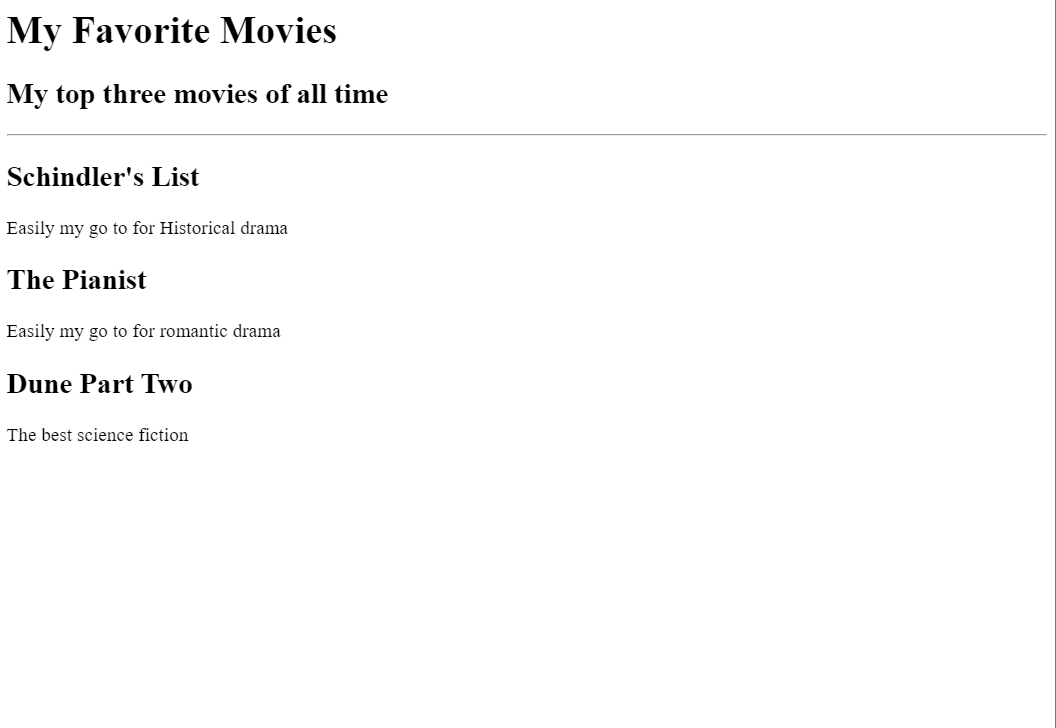 My Favorite Movies
My top three movies of all time
Schindler's List
Easily my go to for Historical drama
The Pianist
Easily my go to for romantic drama
Dune Part Two
The best science fiction